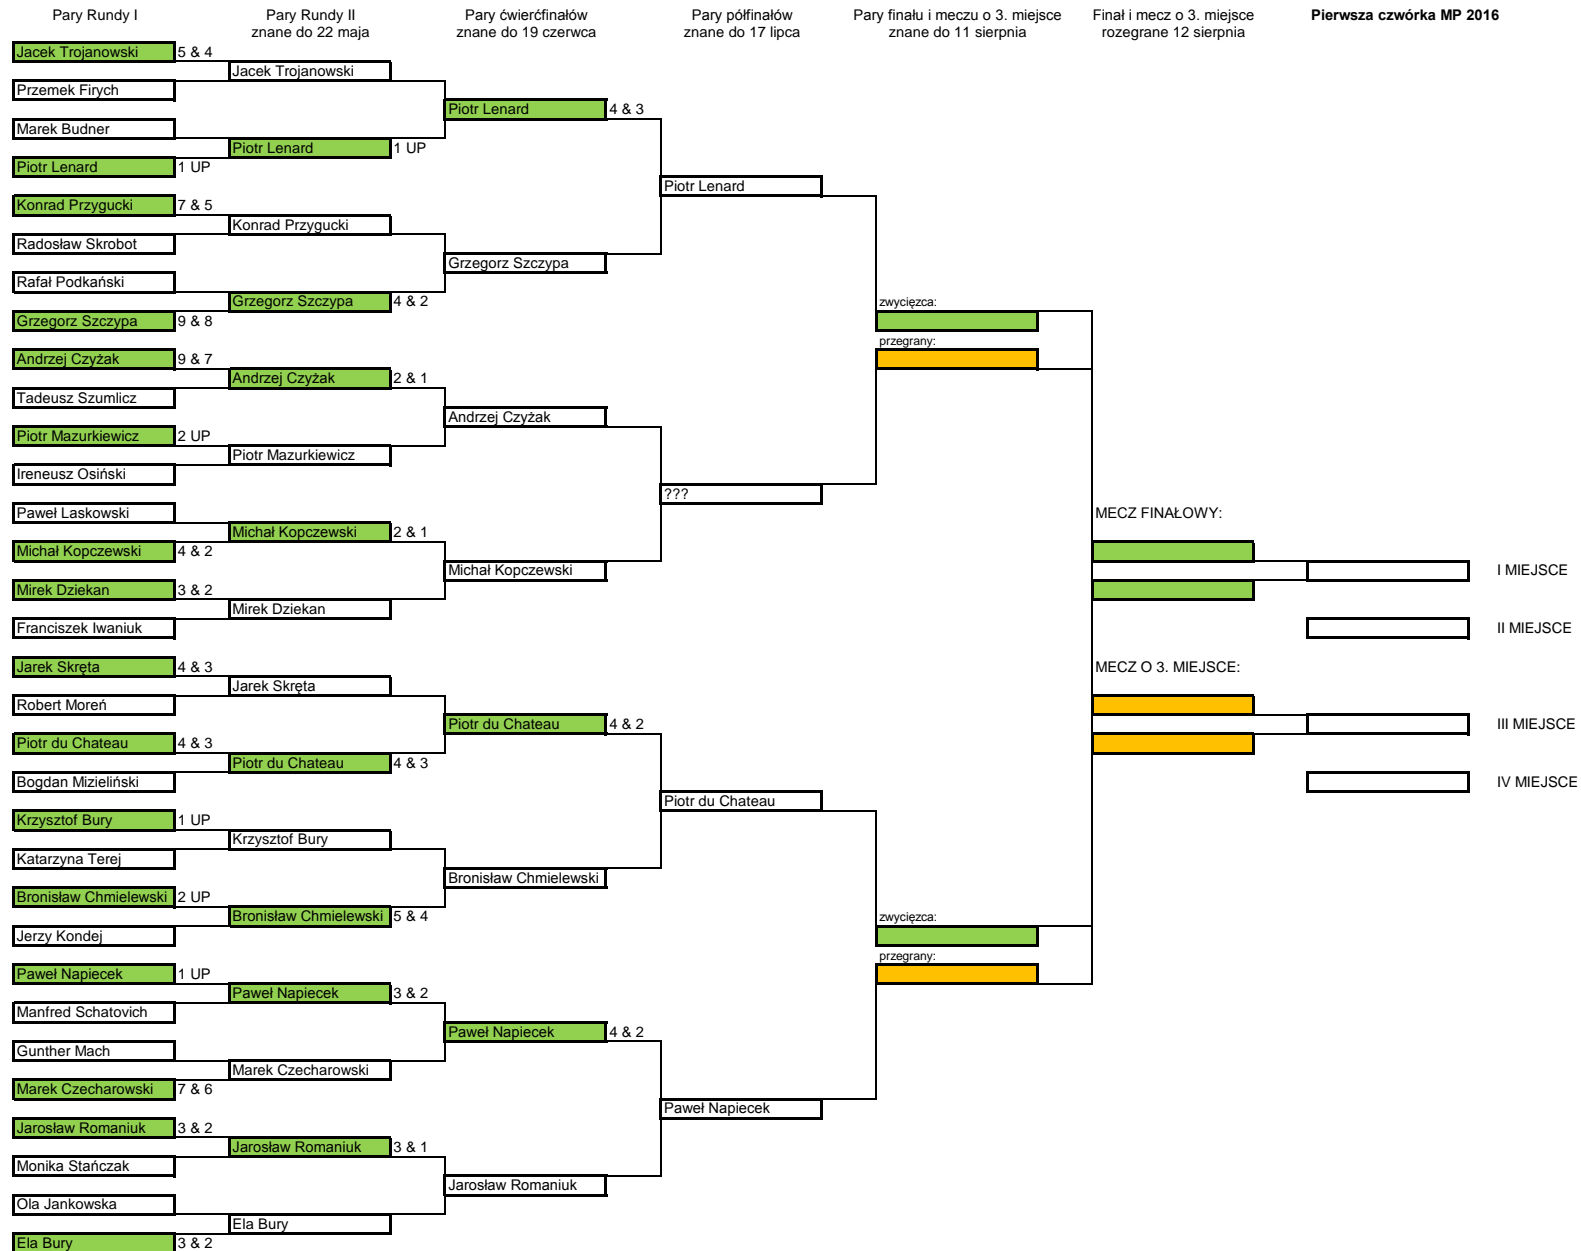 Pary Rundy I
Pary Rundy II
znane do 22 maja
Pary ćwierćfinałów
znane do 19 czerwca
Pary półfinałów
znane do 17 lipca
Pary finału i meczu o 3. miejsce
znane do 11 sierpnia
Finał i mecz o 3. miejsce
rozegrane 12 sierpnia
Pierwsza czwórka MP 2016
Jacek Trojanowski 5 & 4
Przemek Firych
Marek Budner
Piotr Lenard 1 UP
Konrad Przygucki 7 & 5
Radosław Skrobot
Rafał Podkański
Grzegorz Szczypa 9 & 8
Andrzej Czyżak 9 & 7
Tadeusz Szumlicz
Piotr Mazurkiewicz 2 UP
Ireneusz Osiński
Paweł Laskowski
Michał Kopczewski 4 & 2
Mirek Dziekan 3 & 2
Franciszek Iwaniuk
Jarek Skręta 4 & 3
Robert Moreń
Piotr du Chateau 4 & 3
Bogdan Mizieliński
Krzysztof Bury 1 UP
Katarzyna Terej
Bronisław Chmielewski 2 UP
Jerzy Kondej
Paweł Napiecek 1 UP
Manfred Schatovich
Gunther Mach
Marek Czecharowski 7 & 6
Jarosław Romaniuk 3 & 2
Monika Stańczak
Ola Jankowska
Ela Bury 3 & 2
Jacek Trojanowski
Piotr Lenard 1 UP
Konrad Przygucki
Grzegorz Szczypa 4 & 2
Andrzej Czyżak 2 & 1
Piotr Mazurkiewicz
Michał Kopczewski 2 & 1
Mirek Dziekan
Jarek Skręta
Piotr du Chateau 4 & 3
Krzysztof Bury
Bronisław Chmielewski 5 & 4
Paweł Napiecek 3 & 2
Marek Czecharowski
Jarosław Romaniuk 3 & 1
Ela Bury
Piotr Lenard 4 & 3
Grzegorz Szczypa
Andrzej Czyżak
Michał Kopczewski
Piotr du Chateau 4 & 2
Bronisław Chmielewski
Paweł Napiecek 4 & 2
Jarosław Romaniuk
Piotr Lenard
???
Piotr du Chateau
Paweł Napiecek
zwycięzca:
przegrany:
zwycięzca:
przegrany:
MECZ FINAŁOWY:
MECZ O 3. MIEJSCE:
I MIEJSCE
II MIEJSCE
III MIEJSCE
IV MIEJSCE